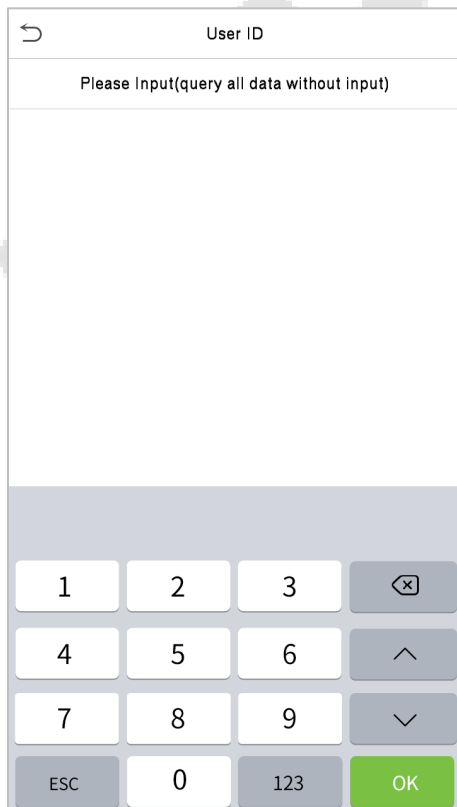 User ID
Please Input(query all data without input)
1 2 3
4 5 6
7 8 9
ESC 0 123 OK